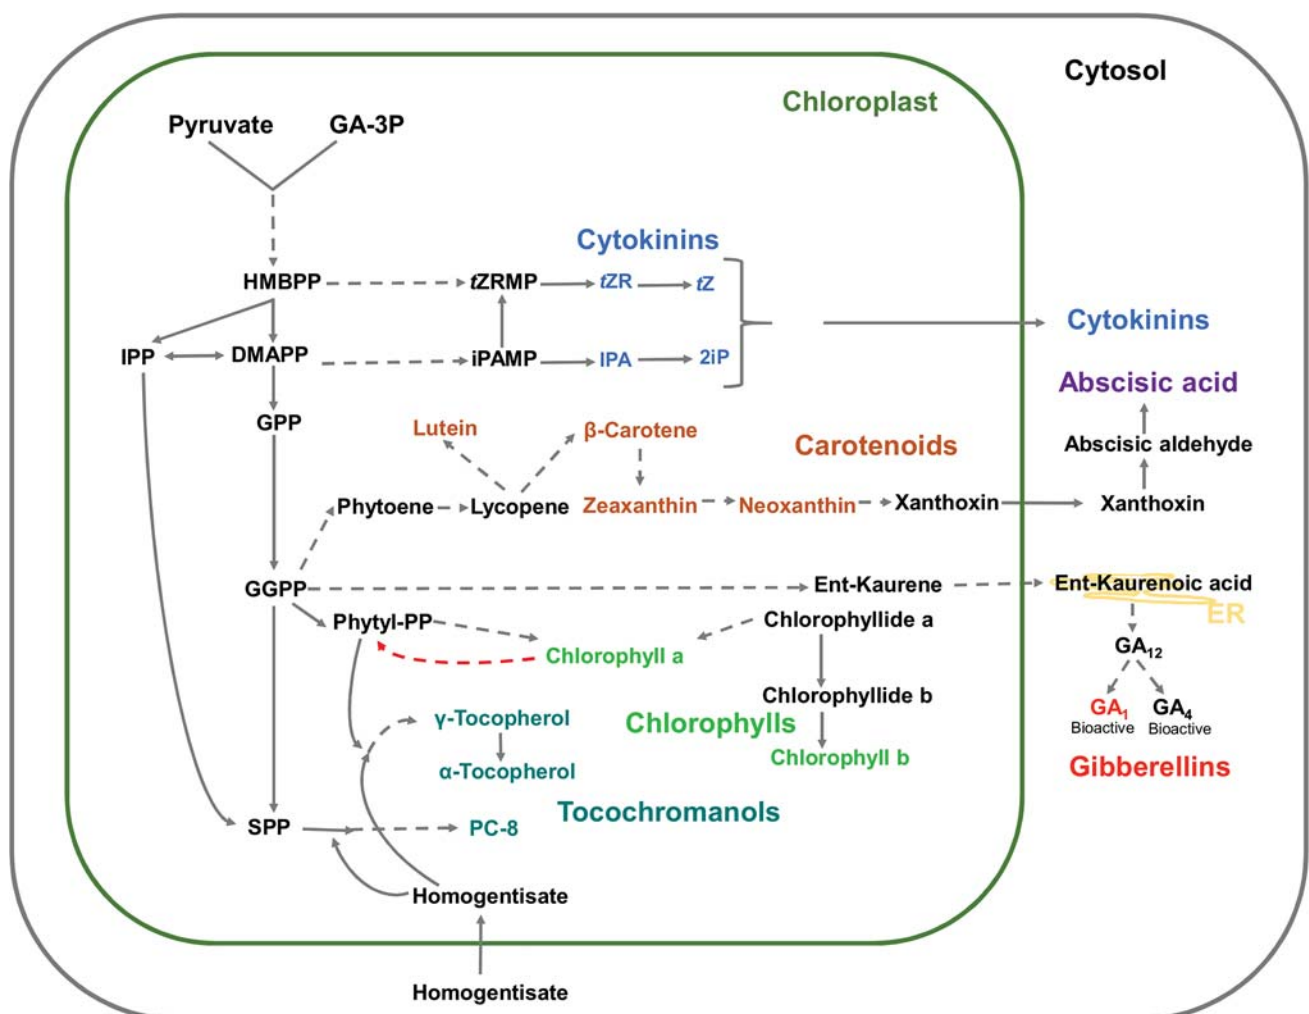 Cytosol
Chloroplast
Pyruvate GA-3P
Cytokinins
HMBPP tZRMP tZR tZ
Cytokinins
IPP DMAPP iPAMP IPA 2iP
Abscisic acid
GPP Lutein β-Carotene Carotenoids Abscisic aldehyde
Phytoene Lycopene Zeaxanthin Neoxanthin Xanthoxin Xanthoxin
GGPP Ent-Kaurene Ent-Kaurenoic acid
ER
Phytyl-PP Chlorophyllide a
Chlorophyll a GA12
Chlorophyllide b
GA1 GA4
Bioactive Bioactive
γ-Tocopherol Chlorophylls
Chlorophyll b
Gibberellins
α-Tocopherol
Tocochromanols
SPP PC-8
Homogentisate
Homogentisate